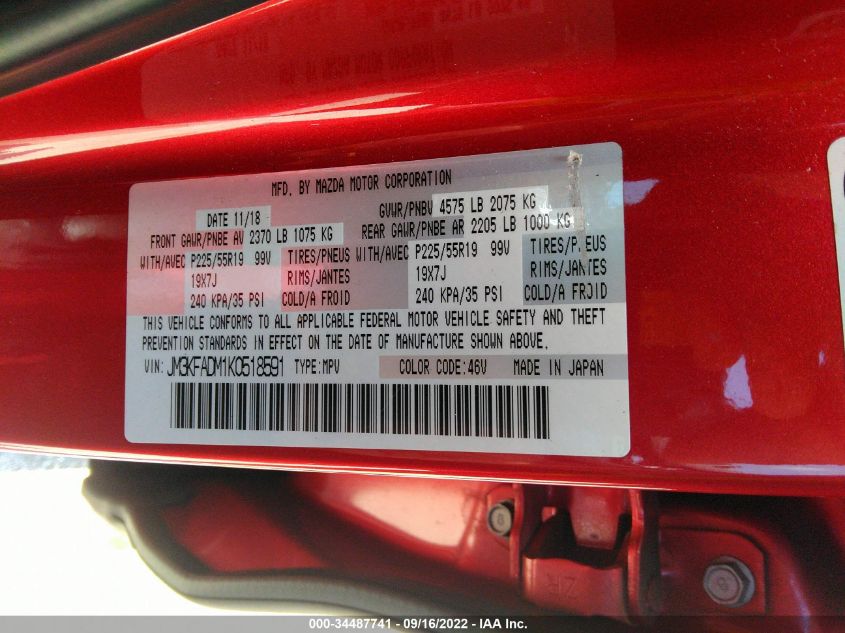 MFD. BY MAZDA MOTOR CORPORATION
DATE 11/18 GVWR/PNBV 4575 LB 2075 KG
FRONT GAWR/PNBE AV 2370 LB 1075 KG REAR GAWR/PNBE AR 2205 LB 1000 KG
WITH/AVEC P225/55R19 99V TIRES/PNEUS WITH/AVEC P225/55R19 99V TIRES/PNEUS
19X7J RIMS/JANTES 19X7J RIMS/JANTES
240 KPA/35 PSI COLD/A FROID 240 KPA/35 PSI COLD/A FROID
THIS VEHICLE CONFORMS TO ALL APPLICABLE FEDERAL MOTOR VEHICLE SAFETY AND THEFT
PREVENTION STANDARDS IN EFFECT ON THE DATE OF MANUFACTURE SHOWN ABOVE.
VIN: JM3KFADM1K0518591 TYPE:MPV COLOR CODE:46V MADE IN JAPAN
8
ZR
8
000-34487741 - 09/16/2022 - IAA Inc.